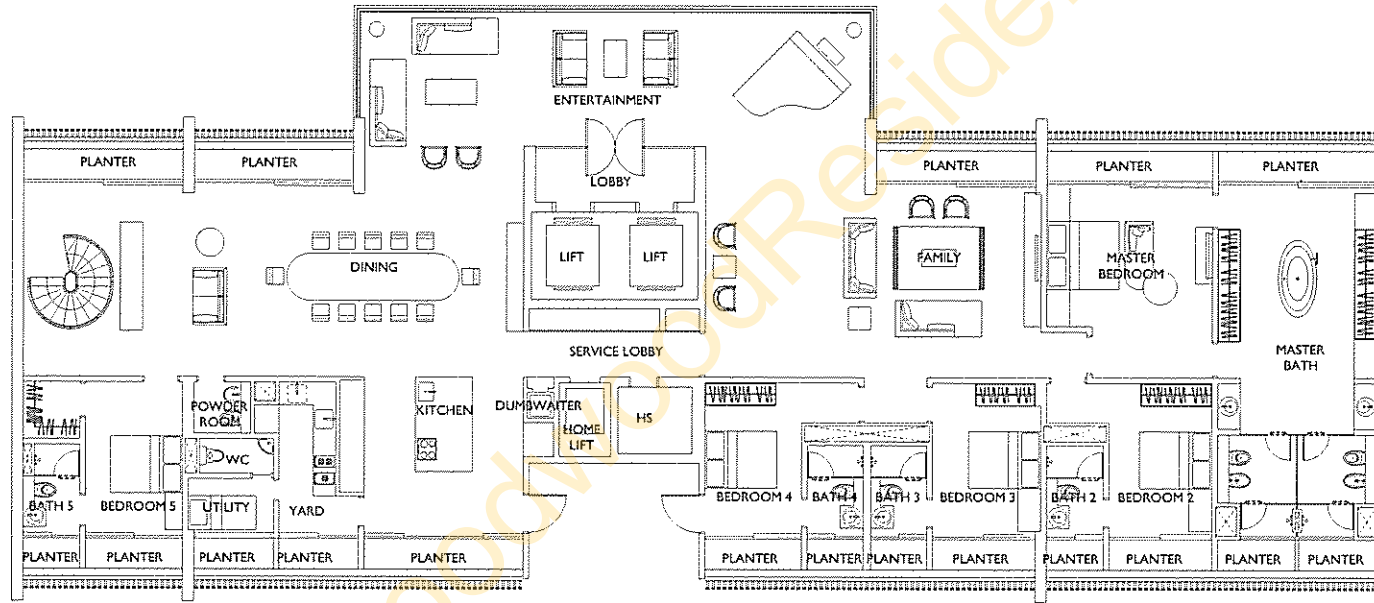 ENTERTAINMENT
PLANTER
PLANTER
LOBBY
PLANTER
PLANTER
PLANTER
LIFT
LIFT
DINING
FAMILY
MASTER
BEDROOM
SERVICE LOBBY
MASTER
BATH
POWDER
ROOM
KITCHEN
DUMBWAITER
HOME
LIFT
HS
WC
BATH 5
BEDROOM 5
UTILITY
YARD
BEDROOM 4
BATH 4
BATH 3
BEDROOM 3
BATH 2
BEDROOM 2
PLANTER
PLANTER
PLANTER
PLANTER
PLANTER
PLANTER
PLANTER
PLANTER
PLANTER
PLANTER
PLANTER
PLANTER
PLANTER